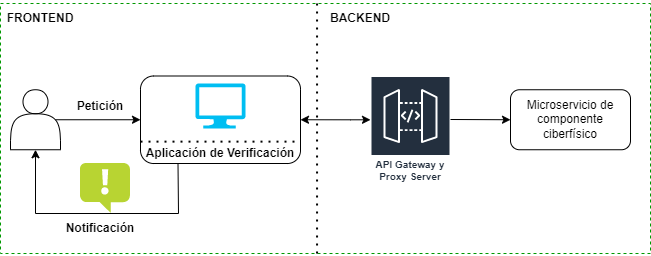 FRONTEND
BACKEND
Petición
Aplicación de Verificación
Notificación
</>
API Gateway y
Proxy Server
Microservicio de
componente
ciberfísico